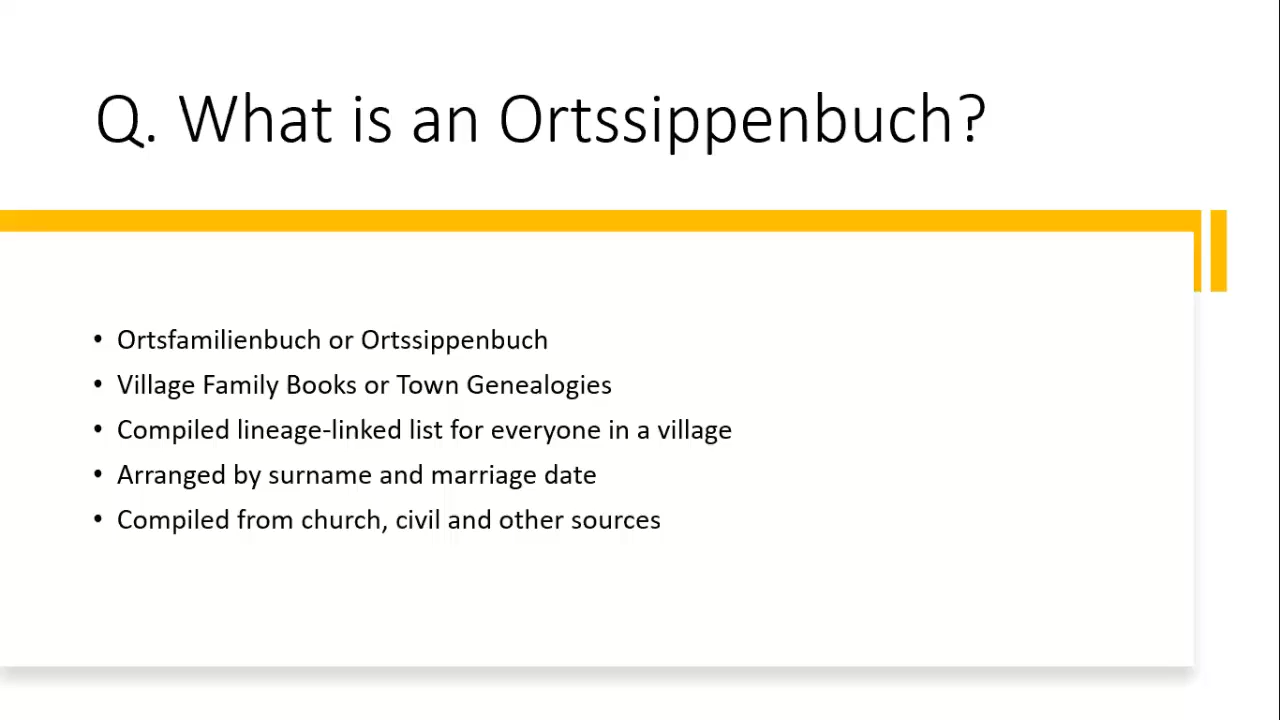 Q. What is an Ortssippenbuch?
• Ortsfamilienbuch or Ortssippenbuch
• Village Family Books or Town Genealogies
• Compiled lineage-linked list for everyone in a village
• Arranged by surname and marriage date
• Compiled from church, civil and other sources